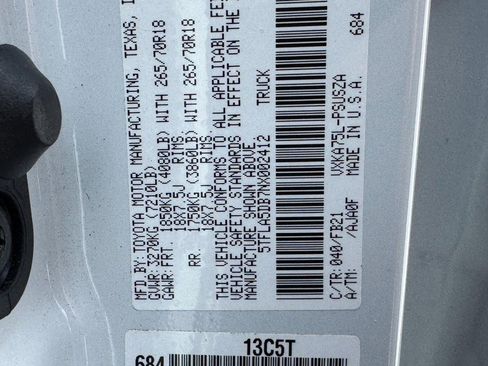 MFD.BY: TOYOTA MOTOR MANUFACTURING, TEXAS,
GVWR: 3270KG (7210LB)
GAWR: FRT. 1850KG (4080LB) WITH 265/70R18
18X7.5J RIMS.
RR. 1750KG (3860LB) WITH 265/70R18
18X7.5J RIMS.
THIS VEHICLE CONFORMS TO ALL APPLICABLE
VEHICLE SAFETY STANDARDS IN EFFECT ON THE
MANUFACTURE SHOWN ABOVE.
5TFLA5DB7NX002412 TRUCK
C/TR: 040/FB21 VXKA75L-PSUSZA
A/TM: /AJA0F MADE IN U.S.A. 684
13C5T
684